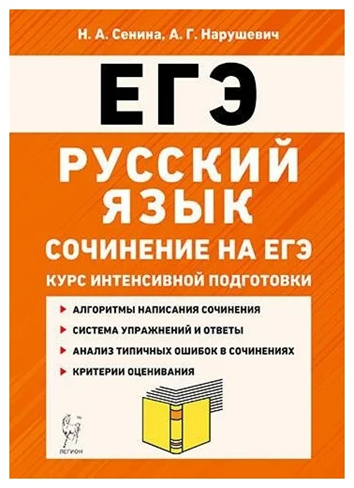 Н. А. Сенина, А. Г. Нарушевич
ЕГЭ
РУССКИЙ
ЯЗЫК
СОЧИНЕНИЕ НА ЕГЭ
КУРС ИНТЕНСИВНОЙ ПОДГОТОВКИ
АЛГОРИТМЫ НАПИСАНИЯ СОЧИНЕНИЯ
СИСТЕМА УПРАЖНЕНИЙ И ОТВЕТЫ
АНАЛИЗ ТИПИЧНЫХ ОШИБОК В СОЧИНЕНИЯХ
КРИТЕРИИ ОЦЕНИВАНИЯ
ЛЕГИОН